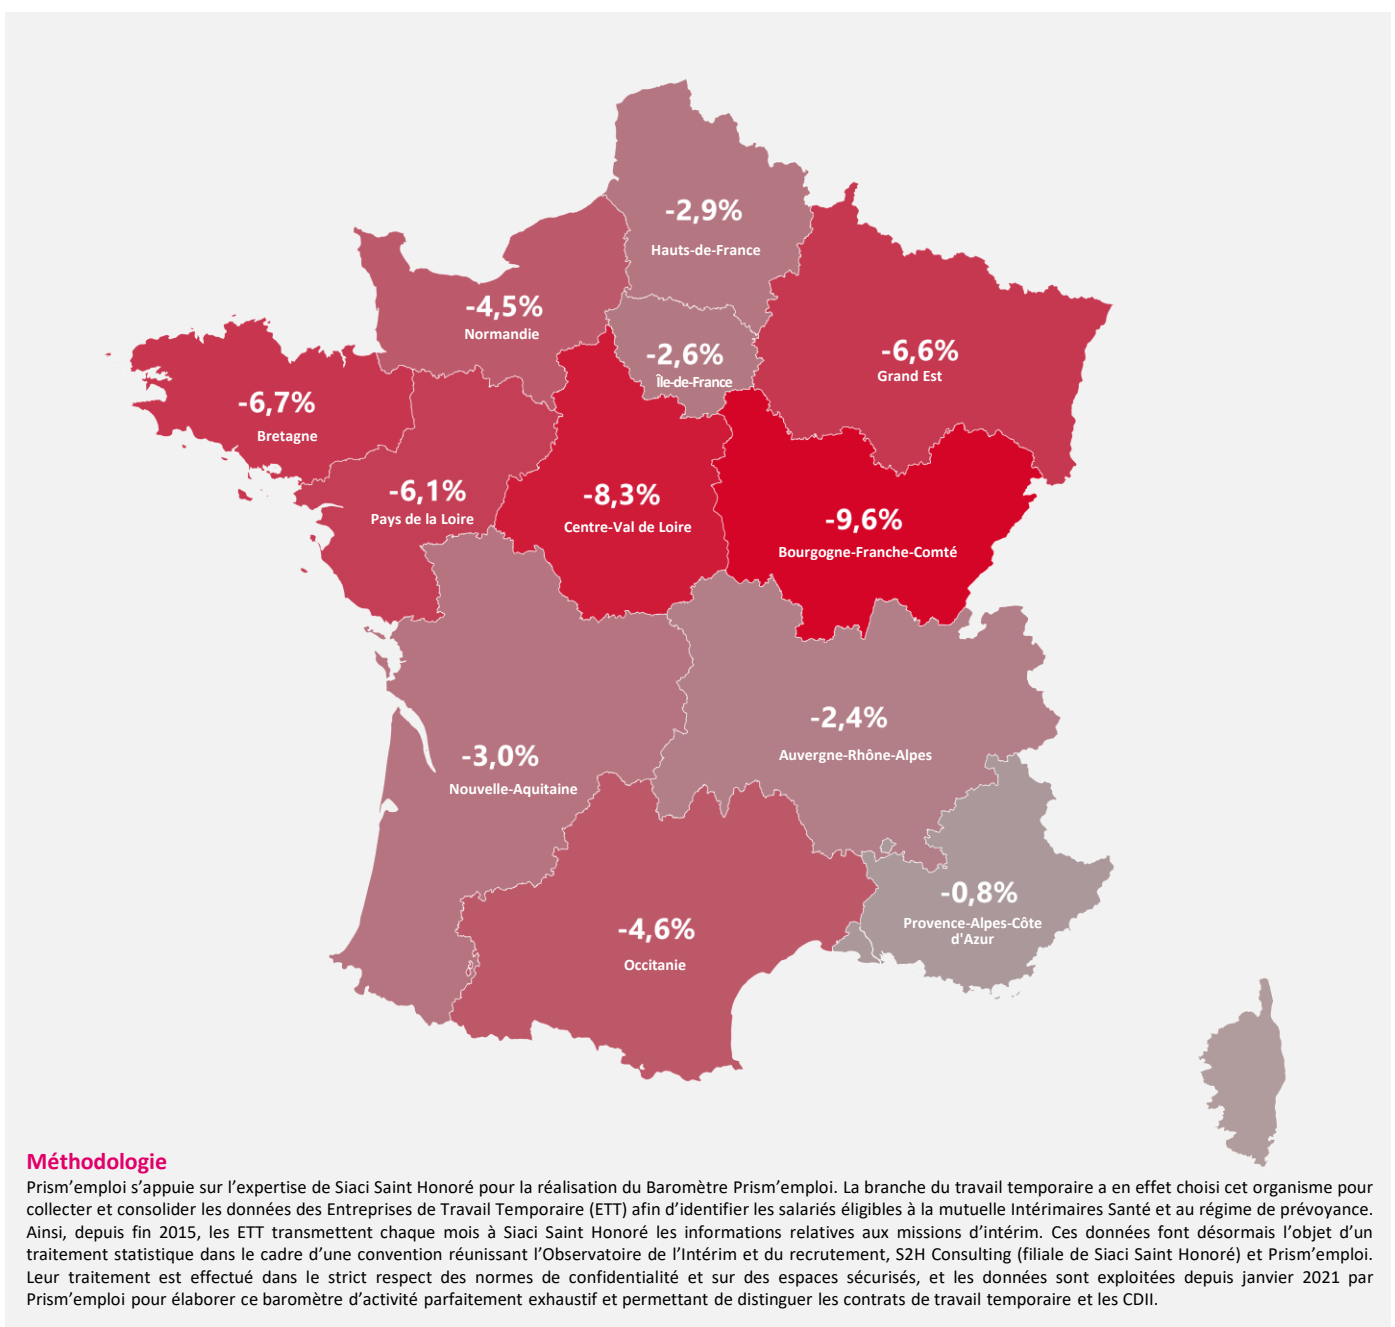 -2,9%
Hauts-de-France
-4,5%
Normandie
-2,6%
Île-de-France
-6,6%
Grand Est
-6,7%
Bretagne
-6,1%
Pays de la Loire
-8,3%
Centre-Val de Loire
-9,6%
Bourgogne-Franche-Comté
-2,4%
Auvergne-Rhône-Alpes
-3,0%
Nouvelle-Aquitaine
-0,8%
Provence-Alpes-Côte
d'Azur
-4,6%
Occitanie
Méthodologie
Prism’emploi s’appuie sur l’expertise de Siaci Saint Honoré pour la réalisation du Baromètre Prism’emploi. La branche du travail temporaire a en effet choisi cet organisme pour
collecter et consolider les données des Entreprises de Travail Temporaire (ETT) afin d’identifier les salariés éligibles à la mutuelle Intérimaires Santé et au régime de prévoyance.
Ainsi, depuis fin 2015, les ETT transmettent chaque mois à Siaci Saint Honoré les informations relatives aux missions d’intérim. Ces données font désormais l’objet d’un
traitement statistique dans le cadre d’une convention réunissant l’Observatoire de l’Intérim et du recrutement, S2H Consulting (filiale de Siaci Saint Honoré) et Prism’emploi.
Leur traitement est effectué dans le strict respect des normes de confidentialité et sur des espaces sécurisés, et les données sont exploitées depuis janvier 2021 par
Prism’emploi pour élaborer ce baromètre d’activité parfaitement exhaustif et permettant de distinguer les contrats de travail temporaire et les CDII.